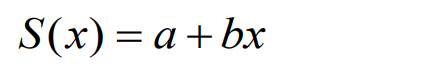 S(x) = a + bx